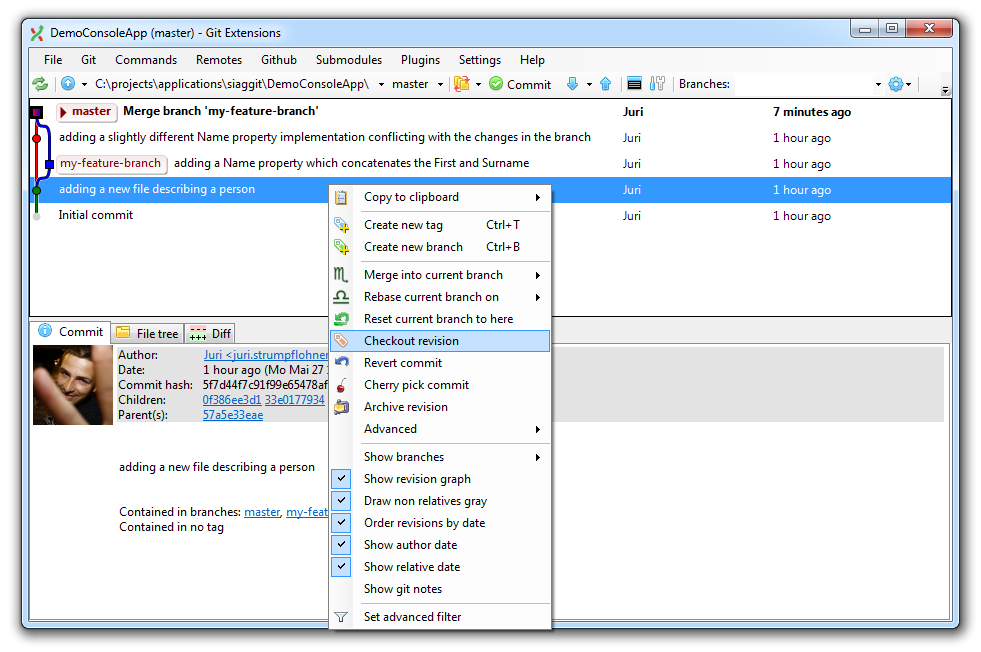 DemoConsoleApp (master) - Git Extensions
File Git Commands Remotes Github Submodules Plugins Settings Help
C:\projects\applications\siaggit\DemoConsoleApp\ master Commit Branches:
master Merge branch 'my-feature-branch' Juri 7 minutes ago
adding a slightly different Name property implementation conflicting with the changes in the branch Juri 1 hour ago
my-feature-branch adding a Name property which concatenates the First and Surname Juri 1 hour ago
adding a new file describing a person Juri 1 hour ago
Initial commit Juri 1 hour ago
Copy to clipboard
Create new tag Ctrl+T
Create new branch Ctrl+B
Merge into current branch
Rebase current branch on
Reset current branch to here
Checkout revision
Revert commit
Cherry pick commit
Archive revision
Advanced
Show branches
Show revision graph
Draw non relatives gray
Order revisions by date
Show author date
Show relative date
Show git notes
Set advanced filter
Commit File tree Diff
Author: Juri <juri.strumpflohner
Date: 1 hour ago (Mo Mai 27
Commit hash: 5f7d44f7c91f99e65478af
Children: 0f386ee3d1 33e0177934
Parent(s): 57a5e33eae
adding a new file describing a person
Contained in branches: master, my-feat
Contained in no tag